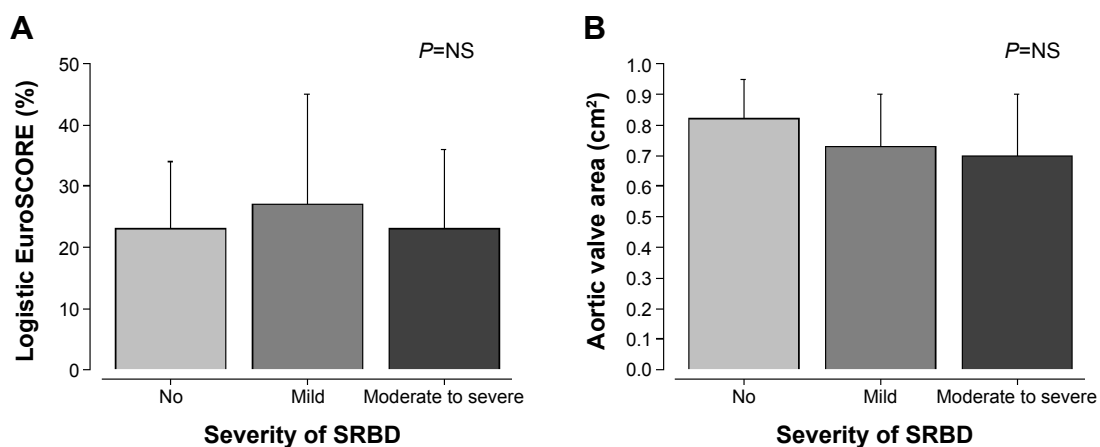 A
P=NS
Logistic EuroSCORE (%)
50
40
30
20
10
0
No Mild Moderate to severe
Severity of SRBD
B
P=NS
Aortic valve area (cm²)
1.0
0.9
0.8
0.7
0.6
0.5
0.4
0.3
0.2
0.1
0.0
No Mild Moderate to severe
Severity of SRBD